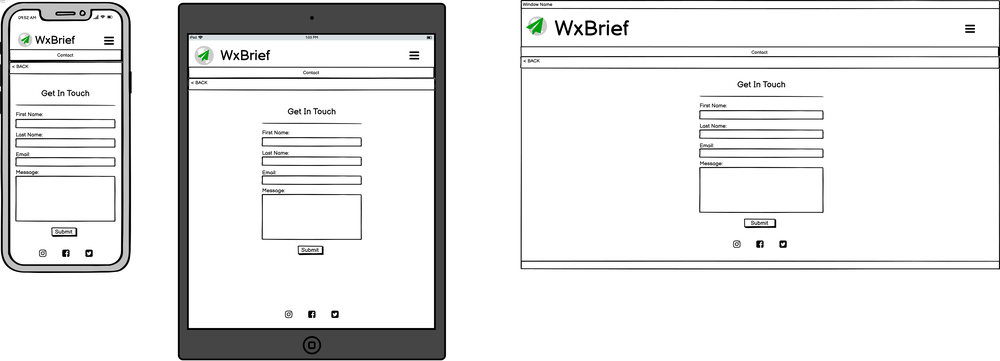 09:52 AM
WxBrief
Contact
< BACK
Get In Touch
First Name:
Last Name:
Email:
Message:
Submit
iPad
1:00 PM
WxBrief
Contact
< BACK
Get In Touch
First Name:
Last Name:
Email:
Message:
Submit
Window Name
WxBrief
Contact
< BACK
Get In Touch
First Name:
Last Name:
Email:
Message:
Submit